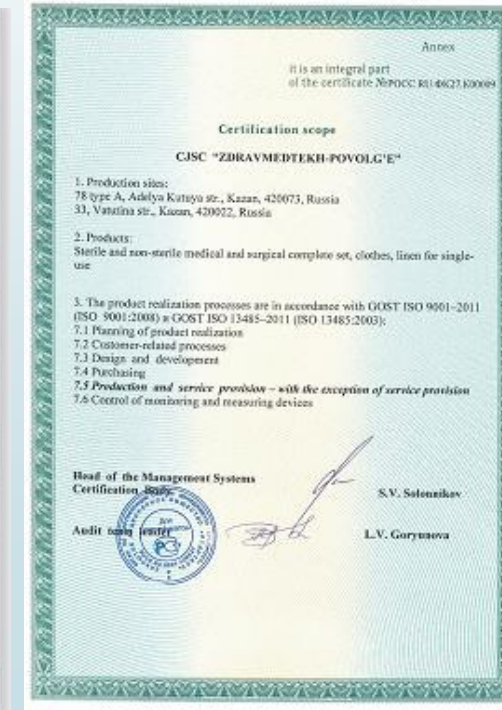 Annex
it is an integral part
of the certificate №РОСС RU ФК27.К00009
Certification scope
CJSC "ZDRAVMEDTEKH-POVOLG'E"
1. Production sites:
78 type A, Adelya Kutuya str., Kazan, 420073, Russia
33, Vatutina str., Kazan, 420022, Russia
2. Products:
Sterile and non-sterile medical and surgical complete set, clothes, linen for single-
use
3. The product realization processes are in accordance with GOST ISO 9001–2011
(ISO 9001:2008) и GOST ISO 13485–2011 (ISO 13485:2003):
7.1 Planning of product realization
7.2 Customer-related processes
7.3 Design and development
7.4 Purchasing
7.5 Production and service provision – with the exception of service provision
7.6 Control of monitoring and measuring devices
Head of the Management Systems
Certification Body
S.V. Solonnikov
Audit team leader
L.V. Goryunova